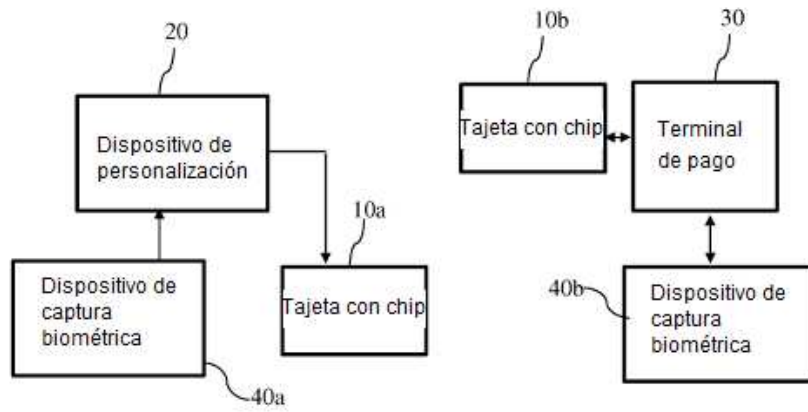 20
Dispositivo de
personalización
10a
Dispositivo de
captura
biométrica
40a
Tajeta con chip
10b
30
Tajeta con chip
Terminal
de pago
40b
Dispositivo de
captura
biométrica